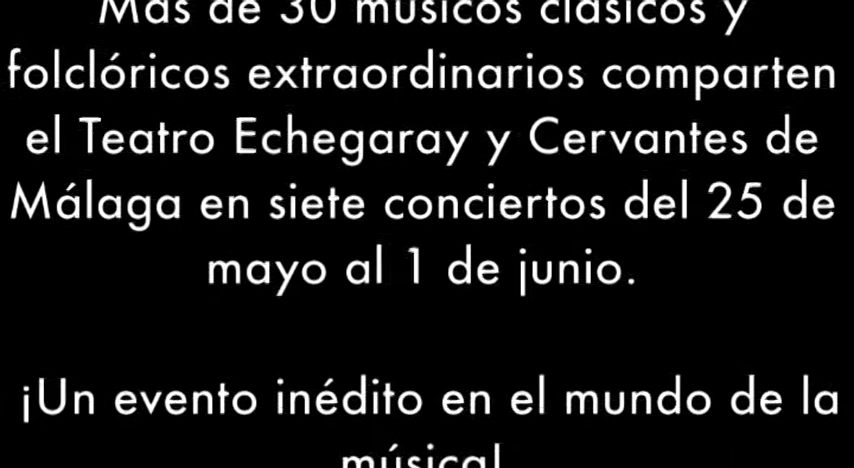 Más de 30 músicos clásicos y
folclóricos extraordinarios comparten
el Teatro Echegaray y Cervantes de
Málaga en siete conciertos del 25 de
mayo al 1 de junio.
¡Un evento inédito en el mundo de la
música!